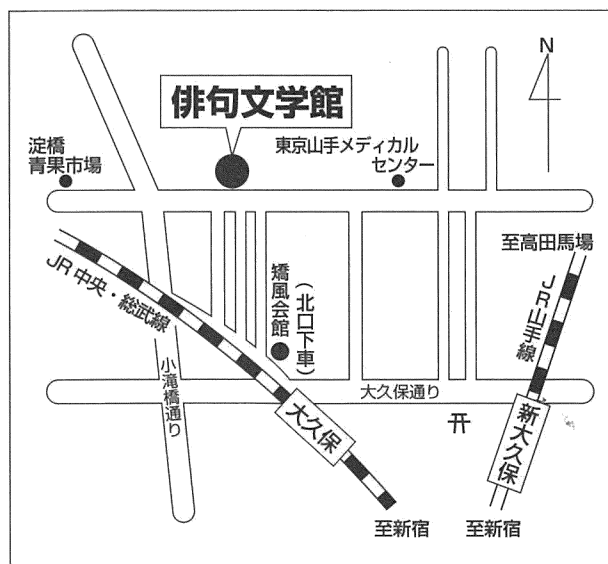 N
俳句文学館
淀橋
青果市場
東京山手メディカル
センター
至高田馬場
JR山手線
JR中央・総武線
矯風会館
(北口下車)
小滝橋通り
大久保通り
大久保
新大久保
至新宿
至新宿